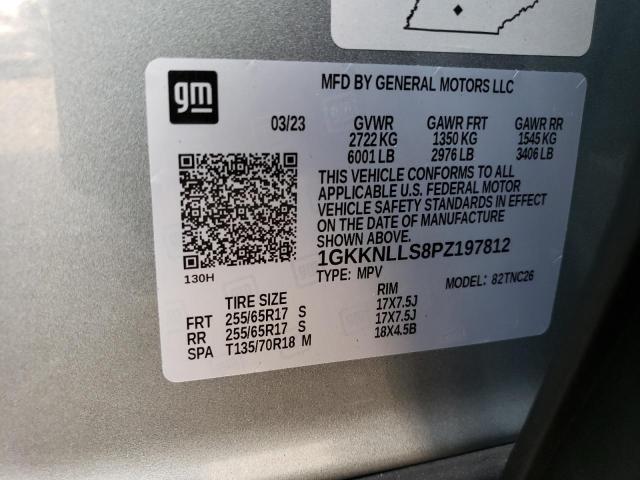 gm
MFD BY GENERAL MOTORS LLC
03/23 GVWR GAWR FRT GAWR RR
2722 KG 1350 KG 1545 KG
6001 LB 2976 LB 3406 LB
THIS VEHICLE CONFORMS TO ALL
APPLICABLE U.S. FEDERAL MOTOR
VEHICLE SAFETY STANDARDS IN EFFECT
ON THE DATE OF MANUFACTURE
SHOWN ABOVE.
1GKKNLLS8PZ197812
130H
TYPE: MPV MODEL: 82TNC26
TIRE SIZE RIM
FRT 255/65R17 S 17X7.5J
RR 255/65R17 S 17X7.5J
SPA T135/70R18 M 18X4.5B